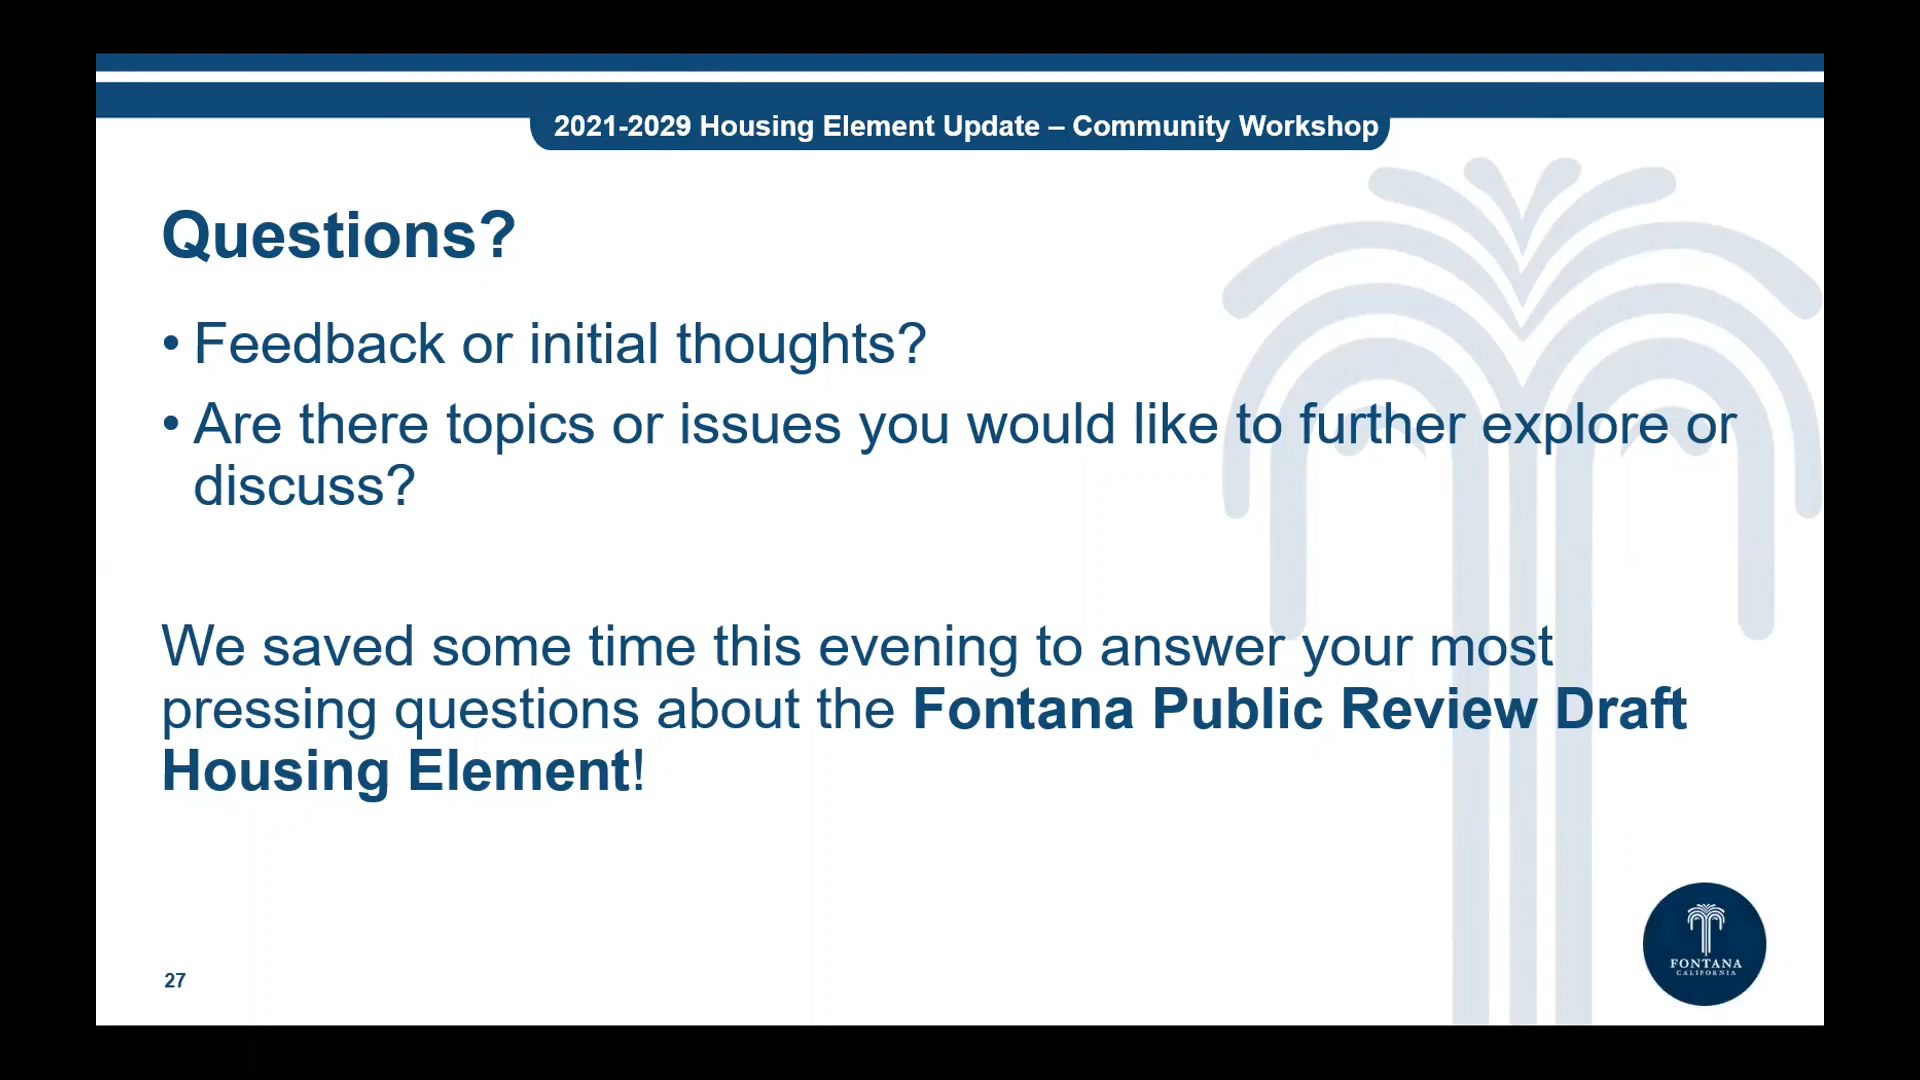 2021-2029 Housing Element Update – Community Workshop
Questions?
• Feedback or initial thoughts?
• Are there topics or issues you would like to further explore or
discuss?
We saved some time this evening to answer your most
pressing questions about the Fontana Public Review Draft
Housing Element!
27
FONTANA
CALIFORNIA